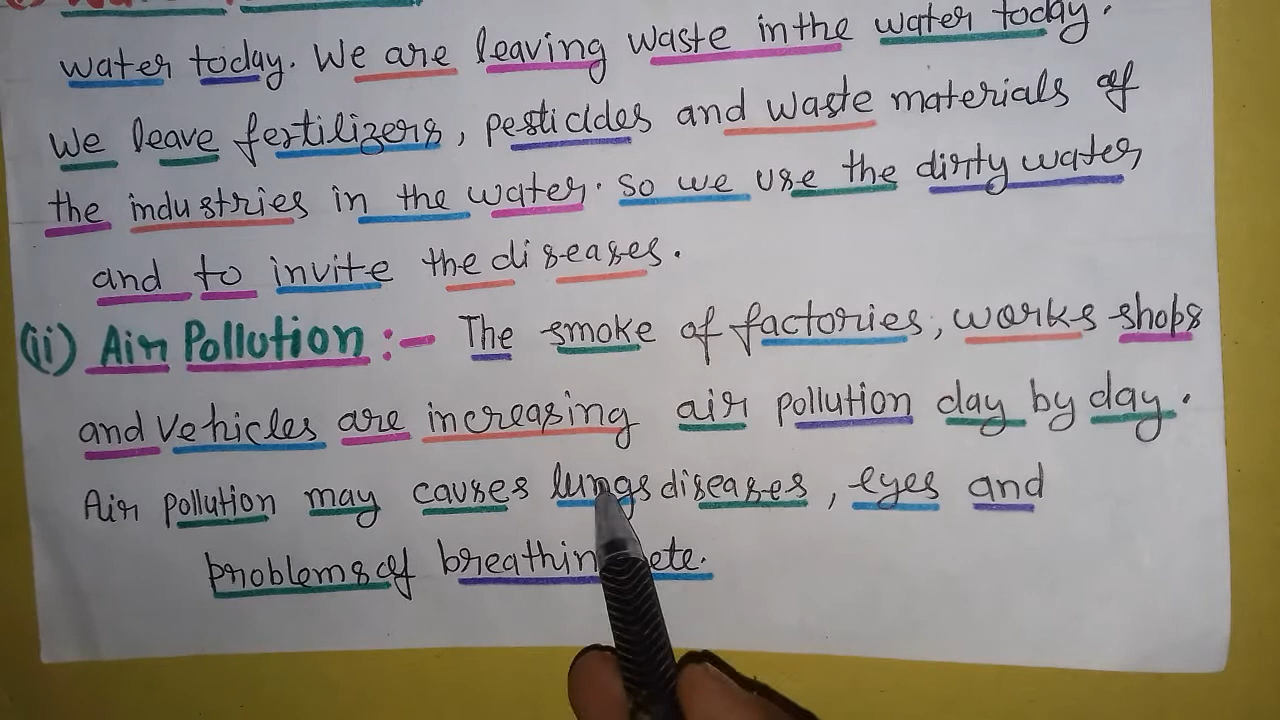 water today. We are leaving waste in the water today.
We leave fertilizers, pesticides and waste materials of
the industries in the water. so we use the dirty water,
and to invite the diseases.
(ii) Air Pollution :- The smoke of factories, works shops
and vehicles are increasing air pollution day by day.
Air pollution may causes lungs diseases, eyes and
problems of breathin ete.